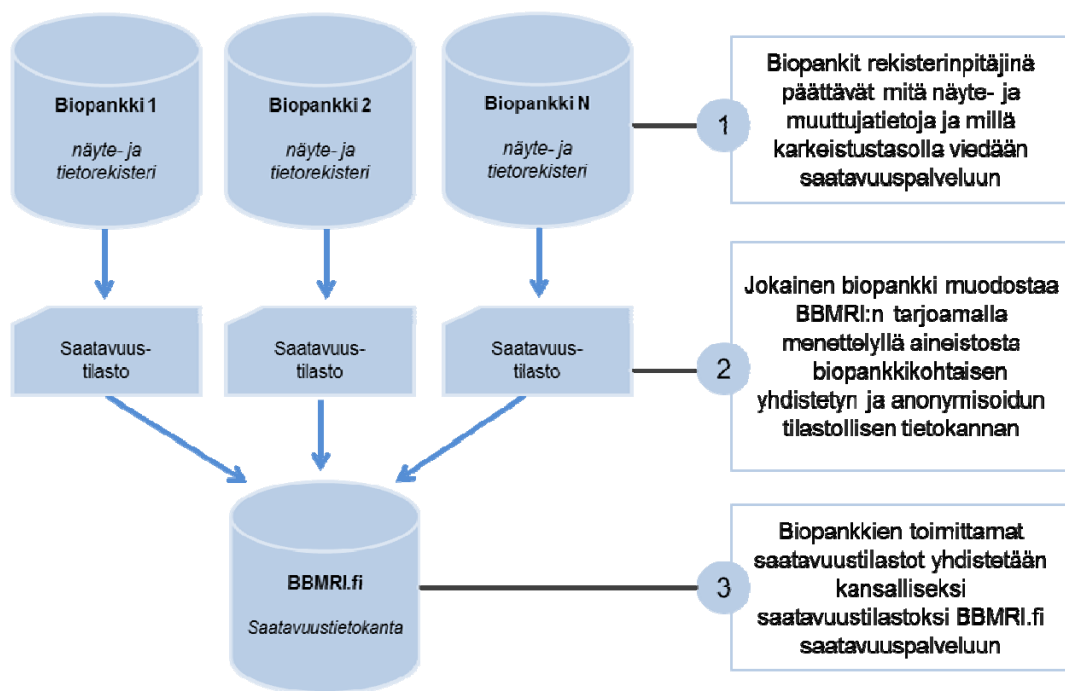 Biopankki 1
näyte- ja
tietorekisteri
Biopankki 2
näyte- ja
tietorekisteri
Biopankki N
näyte- ja
tietorekisteri
1
Biopankit rekisterinpitäjinä
päättävät mitä näyte- ja
muuttujatietoja ja millä
karkeistustasolla viedään
saatavuuspalveluun
Saatavuus-
tilasto
Saatavuus-
tilasto
Saatavuus-
tilasto
2
Jokainen biopankki muodostaa
BBMRI:n tarjoamalla
menettelyllä aineistosta
biopankkikohtaisen
yhdistetyn ja anonymisoidun
tilastollisen tietokannan
BBMRI.fi
Saatavuustietokanta
3
Biopankkien toimittamat
saatavuustilastot yhdistetään
kansalliseksi
saatavuustilastoksi BBMRI.fi
saatavuuspalveluun